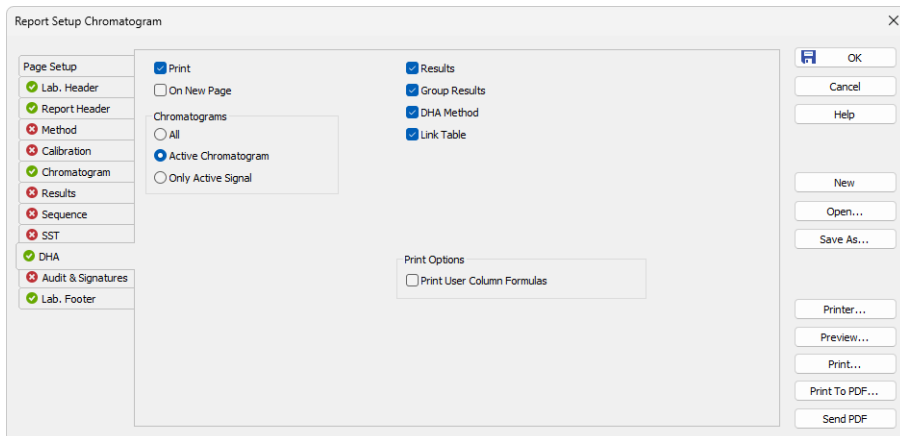 Report Setup Chromatogram
Page Setup
Lab. Header
Report Header
Method
Calibration
Chromatogram
Results
Sequence
SST
DHA
Audit & Signatures
Lab. Footer
Print
On New Page
Chromatograms
All
Active Chromatogram
Only Active Signal
Results
Group Results
DHA Method
Link Table
Print Options
Print User Column Formulas
OK
Cancel
Help
New
Open...
Save As...
Printer...
Preview...
Print...
Print To PDF...
Send PDF